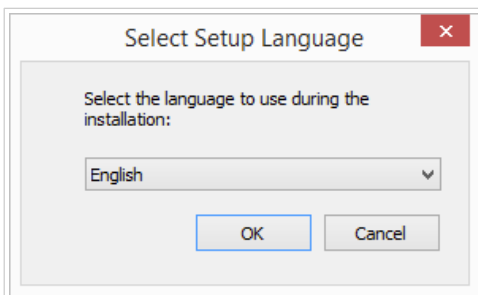 Select Setup Language
Select the language to use during the
installation:
English
OK
Cancel